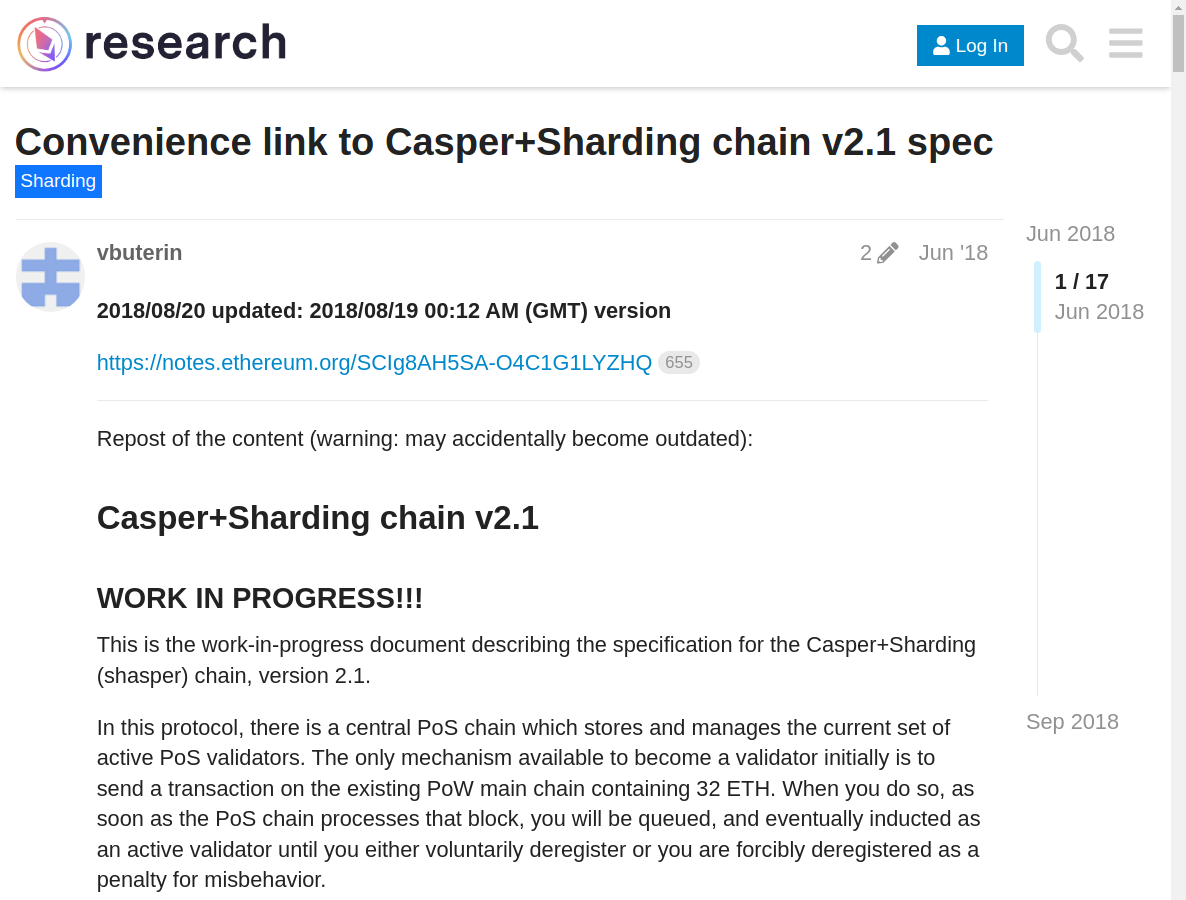 research
Log In
Convenience link to Casper+Sharding chain v2.1 spec
Sharding
vbuterin
2
Jun '18
2018/08/20 updated: 2018/08/19 00:12 AM (GMT) version
https://notes.ethereum.org/SCIg8AH5SA-O4C1G1LYZHQ 655
Repost of the content (warning: may accidentally become outdated):
Casper+Sharding chain v2.1
WORK IN PROGRESS!!!
This is the work-in-progress document describing the specification for the Casper+Sharding
(shasper) chain, version 2.1.
In this protocol, there is a central PoS chain which stores and manages the current set of
active PoS validators. The only mechanism available to become a validator initially is to
send a transaction on the existing PoW main chain containing 32 ETH. When you do so, as
soon as the PoS chain processes that block, you will be queued, and eventually inducted as
an active validator until you either voluntarily deregister or you are forcibly deregistered as a
penalty for misbehavior.
Jun 2018
1 / 17
Jun 2018
Sep 2018